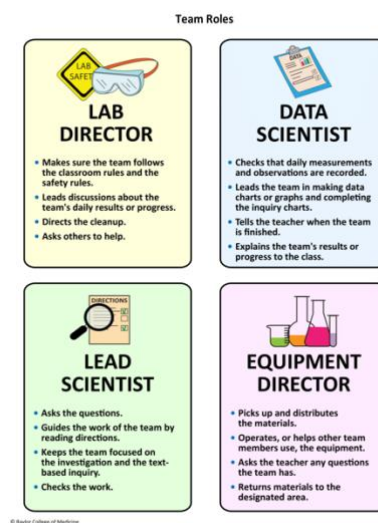 Team Roles
LAB
SAFET
LAB
DIRECTOR
• Makes sure the team follows
the classroom rules and the
safety rules.
• Leads discussions about the
team's daily results or progress.
• Directs the cleanup.
• Asks others to help.
DATA
DATA
SCIENTIST
• Checks that daily measurements
and observations are recorded.
• Leads the team in making data
charts or graphs and completing
the inquiry charts.
• Tells the teacher when the team
is finished.
• Explains the team's results or
progress to the class.
DIRECTIONS
LEAD
SCIENTIST
• Asks the questions.
• Guides the work of the team by
reading directions.
• Keeps the team focused on
the investigation and the text-
based inquiry.
• Checks the work.
EQUIPMENT
DIRECTOR
• Picks up and distributes
the materials.
• Operates, or helps other team
members use, the equipment.
• Asks the teacher any questions
the team has.
• Returns materials to the
designated area.
© Baylor College of Medicine